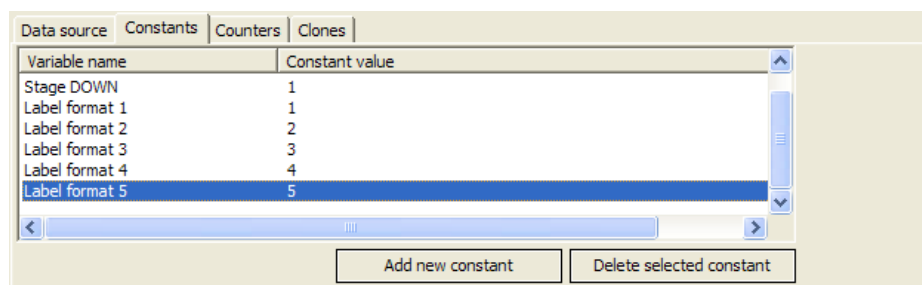 Data source Constants Counters Clones
Variable name Constant value
Stage DOWN 1
Label format 1 1
Label format 2 2
Label format 3 3
Label format 4 4
Label format 5 5
Add new constant Delete selected constant